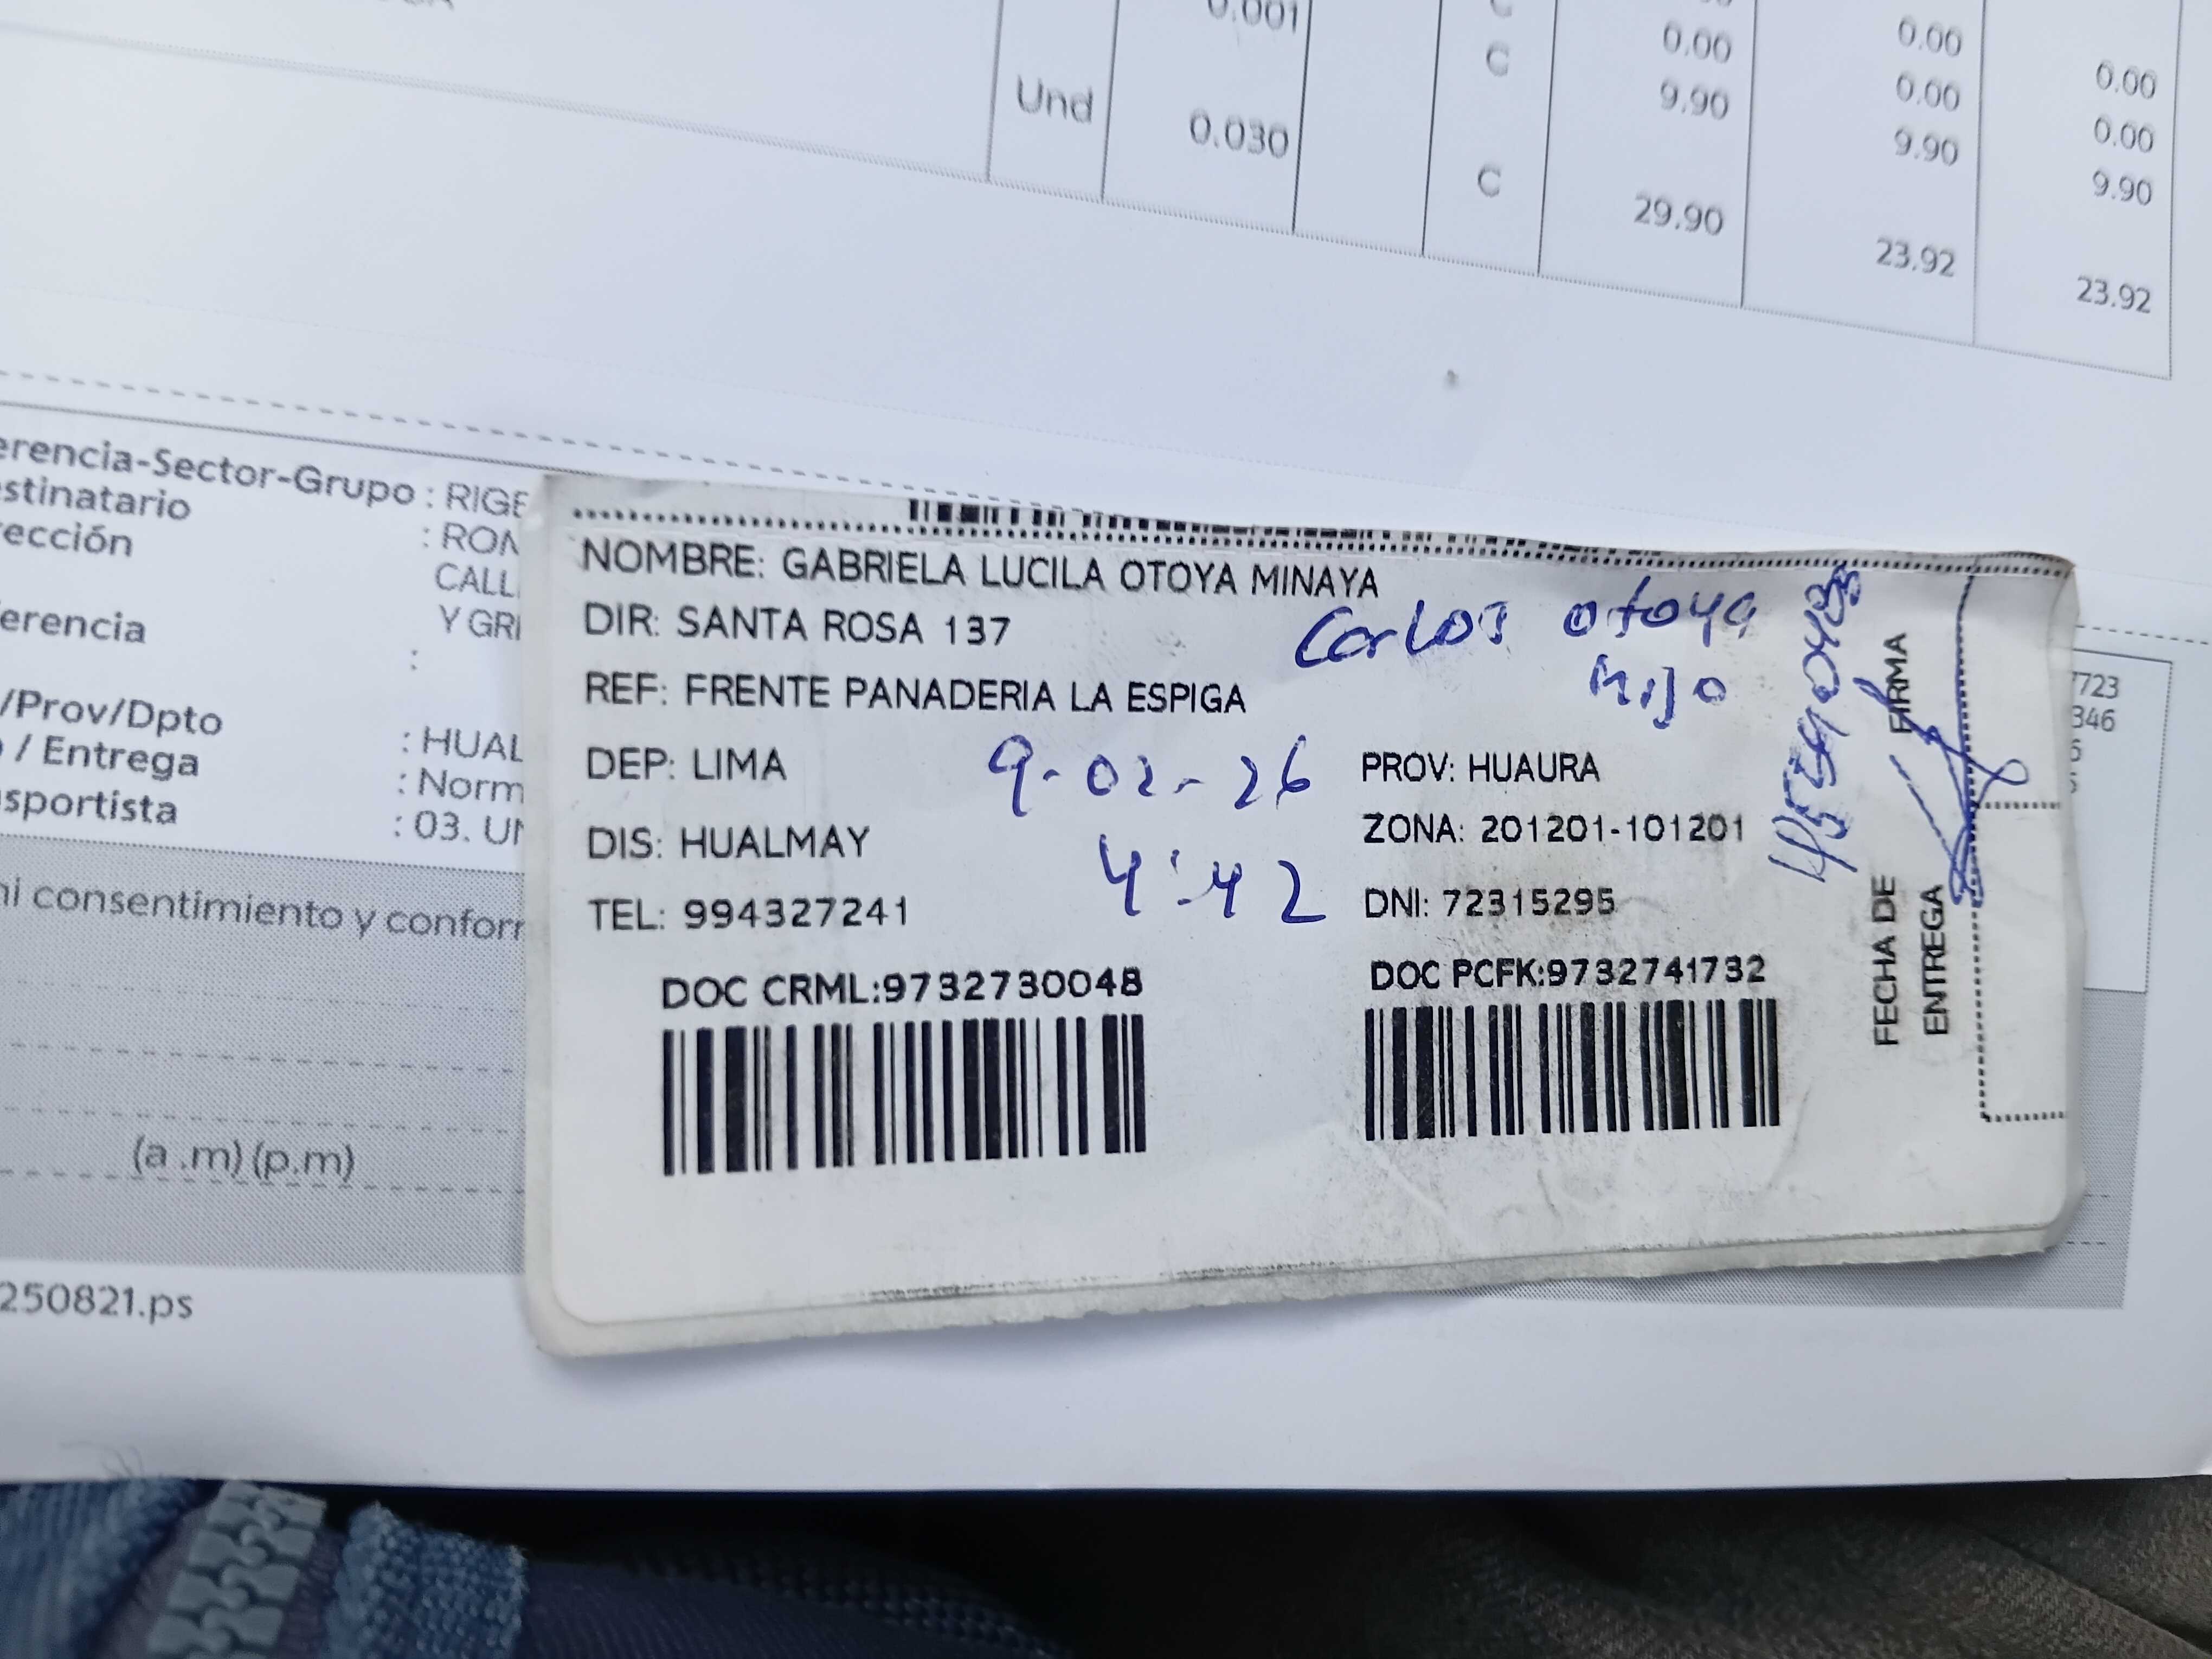 0.001
C
0.00
0.00
0.00
Und
0.030
C
9.90
0.00
0.00
9.90
9.90
C
29.90
23.92
23.92
erencia-Sector-Grupo : RIGE
stinatario : RON
ección : CALL
Y GRI
erencia :
/Prov/Dpto : HUAL
/ Entrega : Norm
sportista : 03. UN
ni consentimiento y conforr
(a .m) (p.m)
250821.ps
7723
346
NOMBRE: GABRIELA LUCILA OTOYA MINAYA
DIR: SANTA ROSA 137
Carlos otoya
hijo
REF: FRENTE PANADERIA LA ESPIGA
DEP: LIMA
9-02-26
PROV: HUAURA
DIS: HUALMAY
4:42
ZONA: 201201-101201
TEL: 994327241
DNI: 72315295
DOC CRML:9732730048
DOC PCFK:9732741732
FIRMA
FECHA DE
ENTREGA